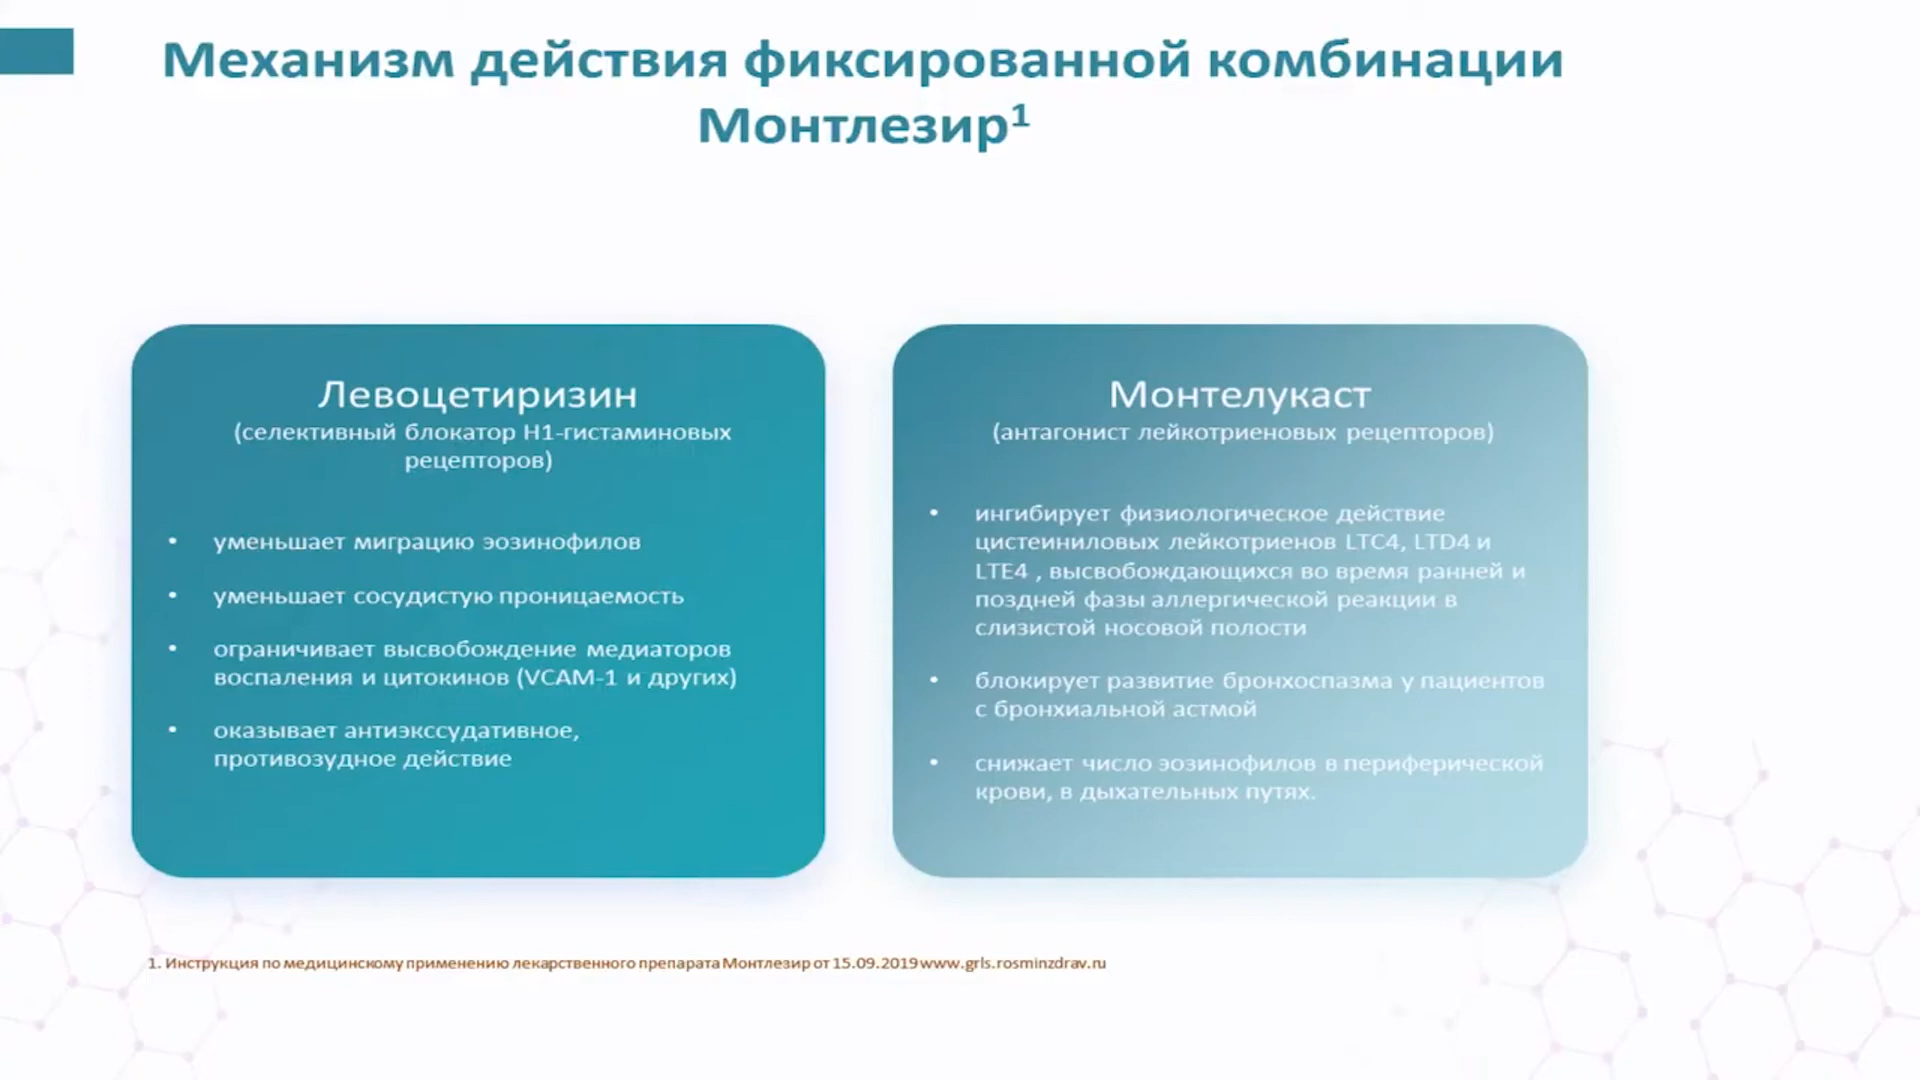 Механизм действия фиксированной комбинации
Монтлезир¹
Левоцетиризин
(селективный блокатор H1-гистаминовых
рецепторов)
• уменьшает миграцию эозинофилов
• уменьшает сосудистую проницаемость
• ограничивает высвобождение медиаторов
воспаления и цитокинов (VCAM-1 и других)
• оказывает антиэкссудативное,
противозудное действие
Монтелукаст
(антагонист лейкотриеновых рецепторов)
• ингибирует физиологическое действие
цистеиниловых лейкотриенов LTC4, LTD4 и
LTE4 , высвобождающихся во время ранней и
поздней фазы аллергической реакции в
слизистой носовой полости
• блокирует развитие бронхоспазма у пациентов
с бронхиальной астмой
• снижает число эозинофилов в периферической
крови, в дыхательных путях.
1. Инструкция по медицинскому применению лекарственного препарата Монтлезир от 15.09.2019 www.grls.rosminzdrav.ru